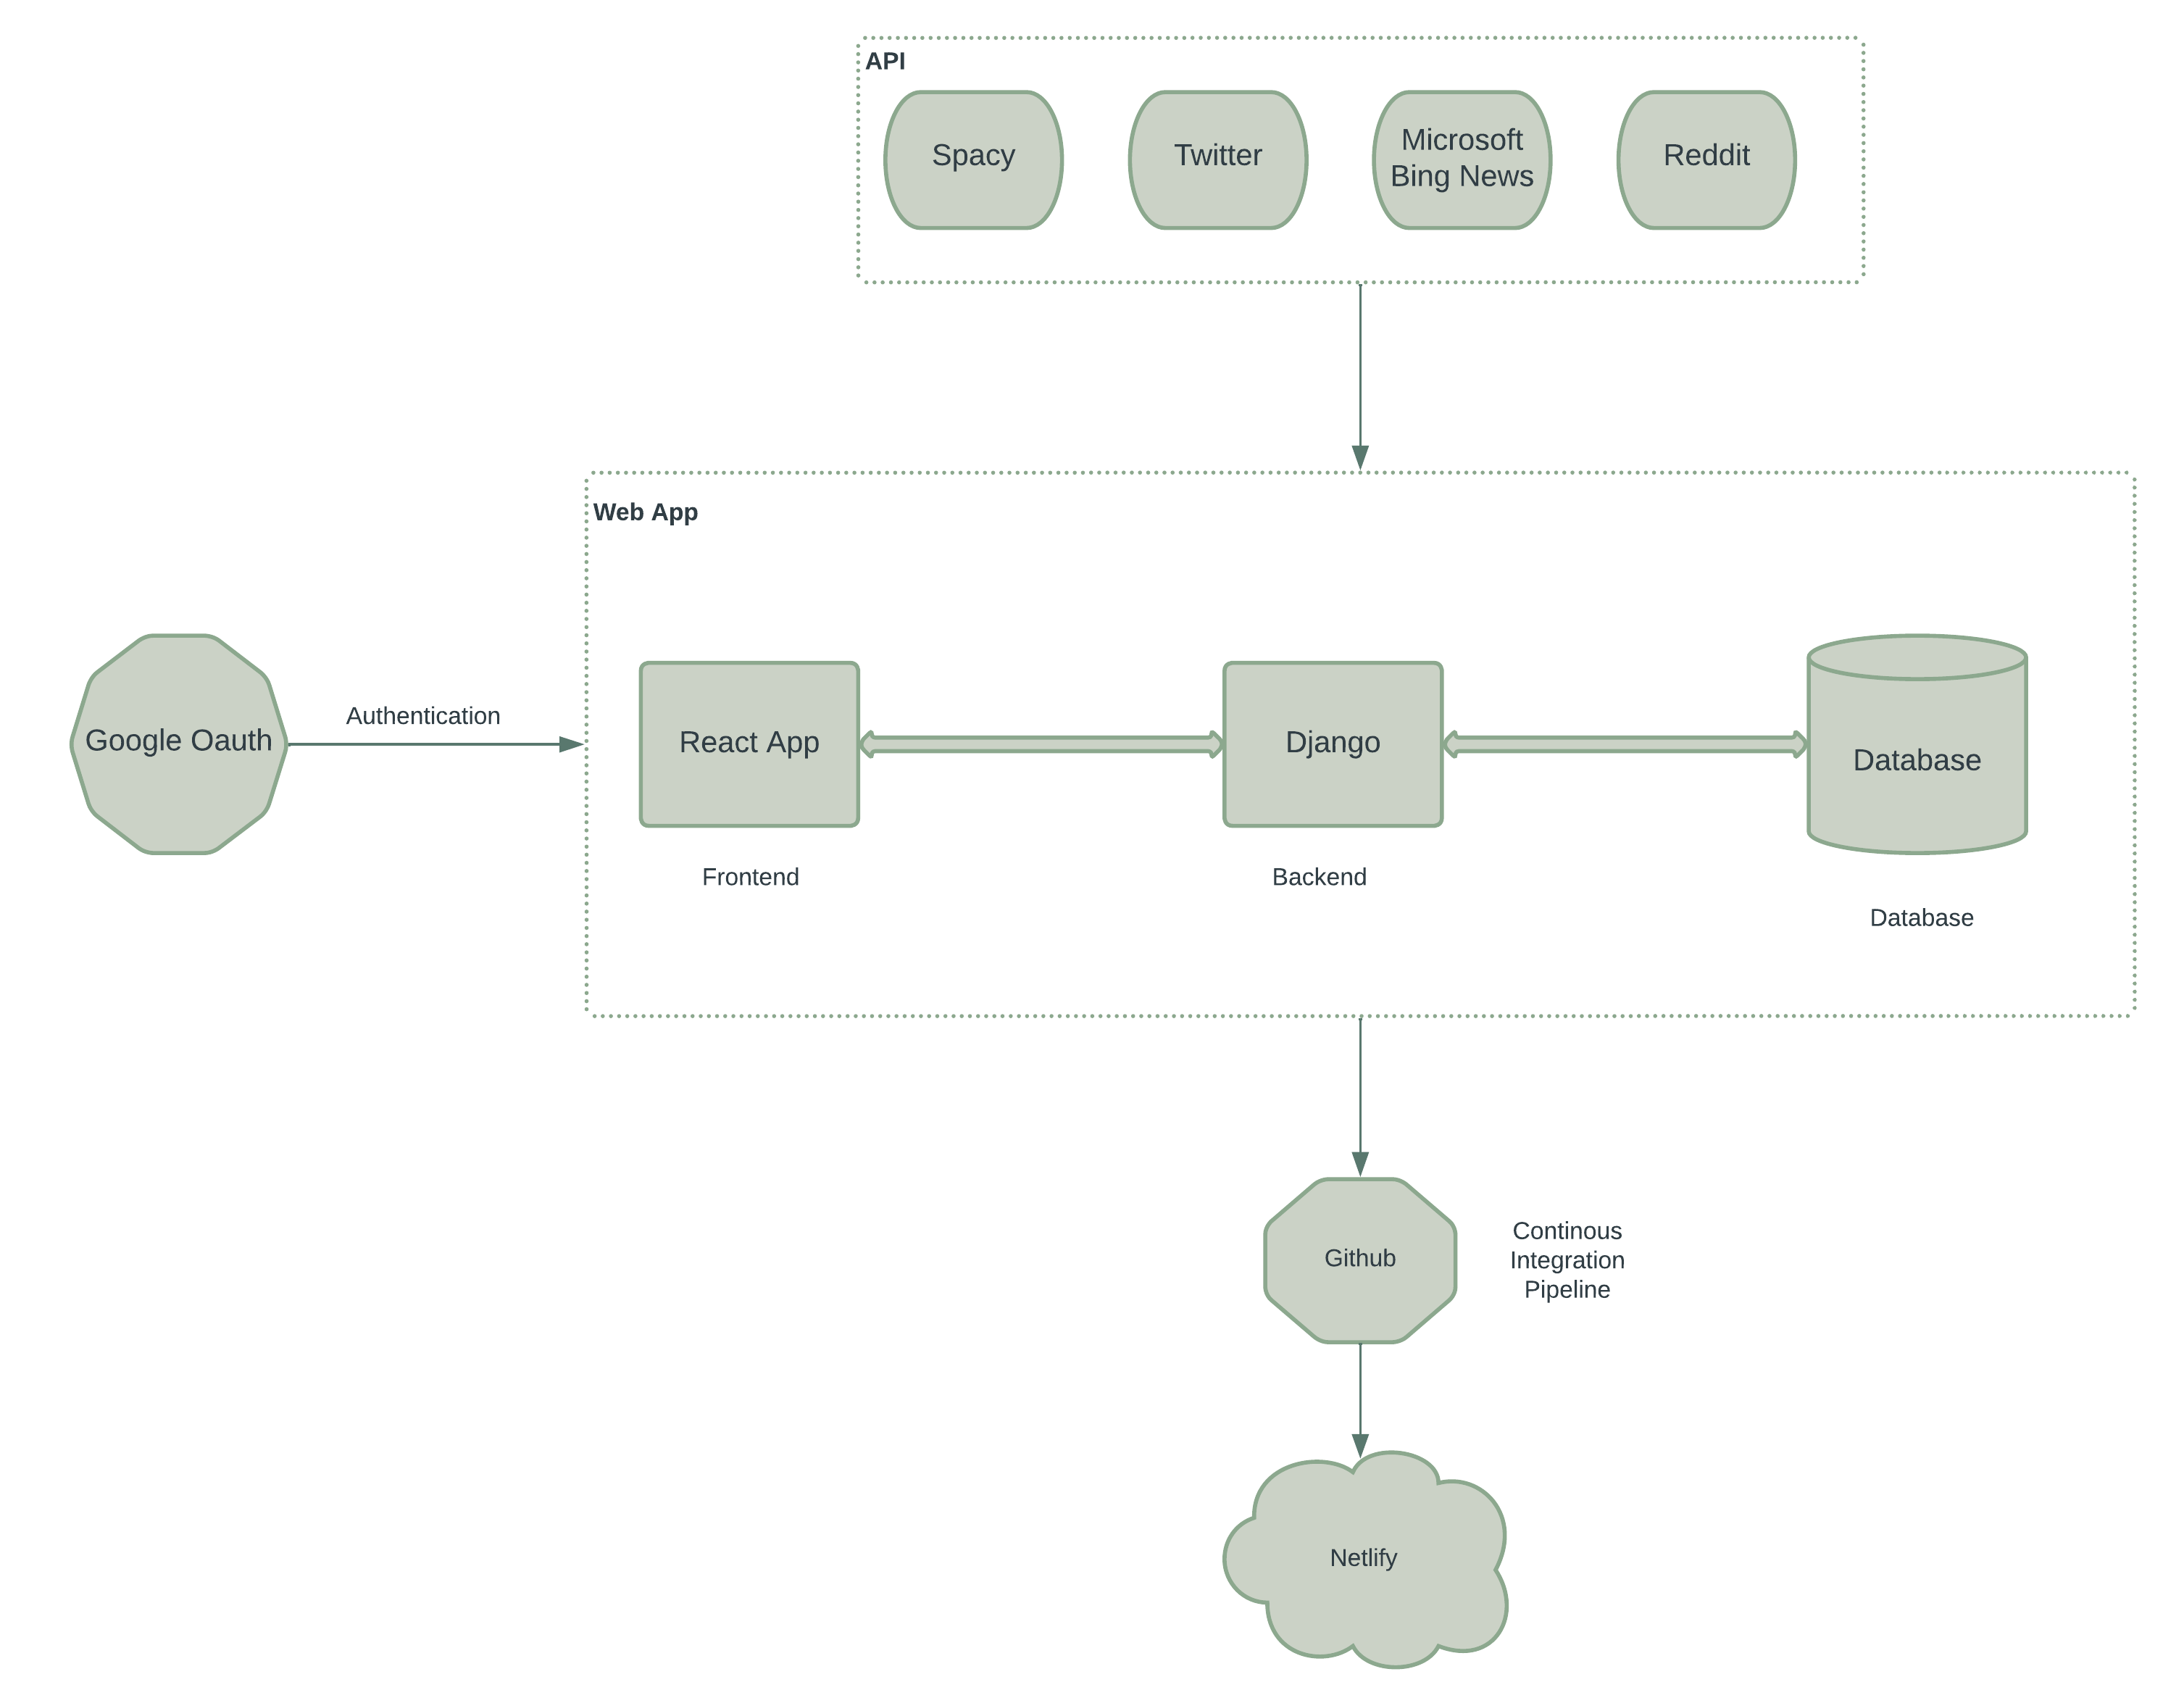 API
Spacy
Twitter
Microsoft
Bing News
Reddit
Web App
Google Oauth
Authentication
React App
Django
Database
Frontend
Backend
Database
Github
Continous
Integration
Pipeline
Netlify